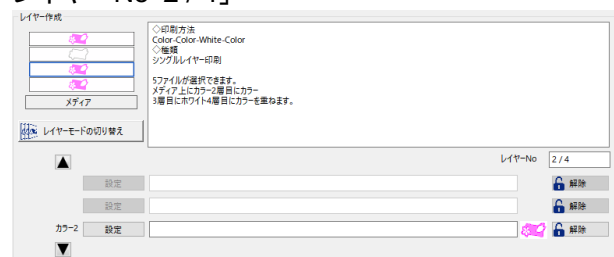 レイヤー作成
◇印刷方法
Color-Color-White-Color
◇種類
シングルレイヤー印刷
5ファイルが選択できます。
メディア上にカラー2層目にカラー
3層目にホワイト4層目にカラーを重ねます。
メディア
レイヤーモードの切り替え
▲
レイヤーNo 2 / 4
設定 解除
設定 解除
カラー2 設定 解除
▼